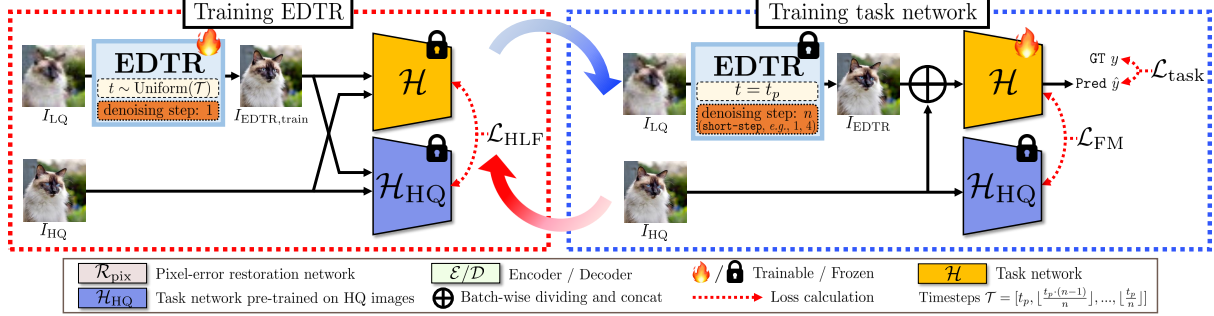 Training EDTR
EDTR
t ∼ Uniform(𝒯)
denoising step: 1
I_LQ
I_EDTR,train
ℋ
ℋ_HQ
ℒ_HLF
I_HQ
Training task network
EDTR
t = t_p
denoising step: n
(short-step, e.g., 1, 4)
I_LQ
I_EDTR
ℋ
GT y
Pred ŷ
ℒ_task
ℒ_FM
ℋ_HQ
I_HQ
ℛ_pix Pixel-error restoration network
ℰ/𝒟 Encoder / Decoder
/ Trainable / Frozen
ℋ Task network
ℋ_HQ Task network pre-trained on HQ images
⊕ Batch-wise dividing and concat
Loss calculation
Timesteps 𝒯 = [t_p, ⌊t_p·(n−1)/n⌋, ..., ⌊t_p/n⌋]